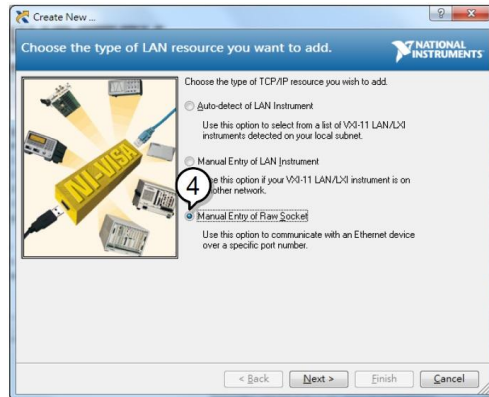 Create New ...
Choose the type of LAN resource you want to add.
NATIONAL
INSTRUMENTS
Choose the type of TCP/IP resource you wish to add.
Auto-detect of LAN Instrument
Use this option to select from a list of VXI-11 LAN/LXI
instruments detected on your local subnet.
Manual Entry of LAN Instrument
this option if your VXI-11 LAN/LXI instrument is on
other network.
4
Manual Entry of Raw Socket
Use this option to communicate with an Ethernet device
over a specific port number.
NI-VISA
< Back
Next >
Finish
Cancel